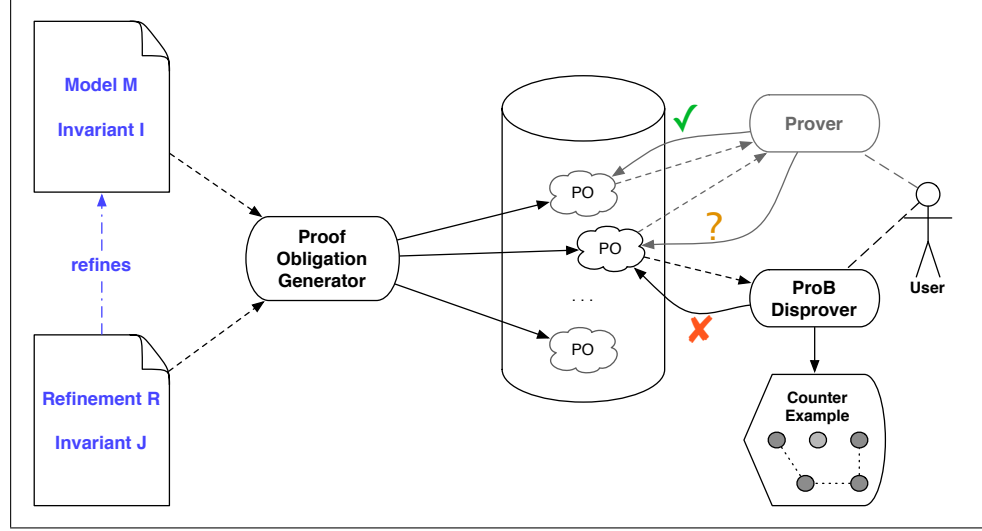 Model M
Invariant I
refines
Refinement R
Invariant J
Proof
Obligation
Generator
PO
PO
. . .
PO
?
Prover
User
ProB
Disprover
Counter
Example